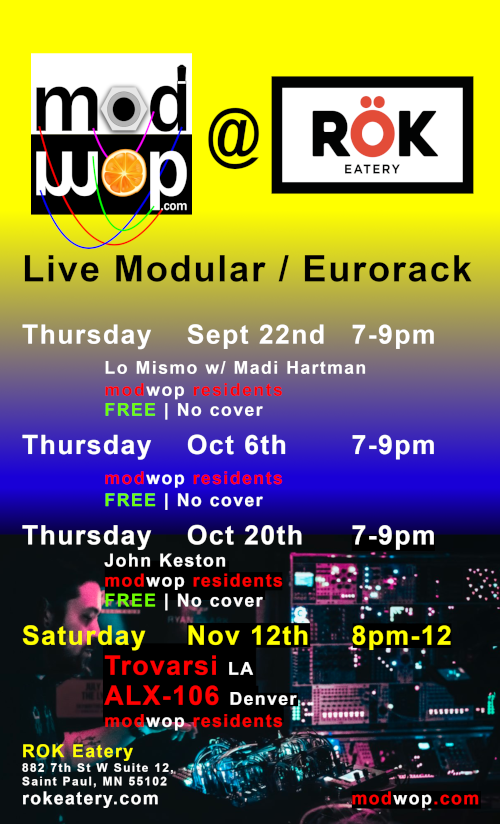 mod
wop
.com
@
RÖK
EATERY
Live Modular / Eurorack
Thursday Sept 22nd 7-9pm
Lo Mismo w/ Madi Hartman
modwop residents
FREE | No cover
Thursday Oct 6th 7-9pm
modwop residents
FREE | No cover
Thursday Oct 20th 7-9pm
John Keston
modwop residents
FREE | No cover
RYAN
Saturday Nov 12th 8pm-12
Trovarsi LA
ALX-106 Denver
modwop residents
ROK Eatery
882 7th St W Suite 12,
Saint Paul, MN 55102
rokeatery.com
modwop.com